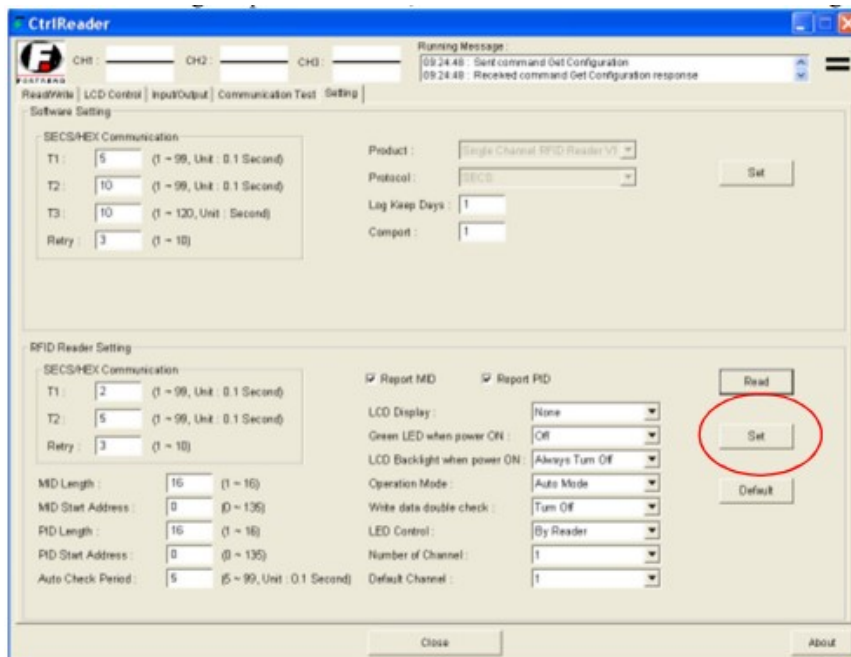 CtrlReader
FORTREND
CH1 :
CH2 :
CH3 :
Running Message :
09:24:48 : Sent command Get Configuration
09:24:48 : Received command Get Configuration response
Read/Write
LCD Control
Input/Output
Communication Test
Setting
Software Setting
SECS/HEX Communication
T1 : 5 (1 ~ 99, Unit : 0.1 Second)
T2 : 10 (1 ~ 99, Unit : 0.1 Second)
T3 : 10 (1 ~ 120, Unit : Second)
Retry : 3 (1 ~ 10)
Product : Single Channel RFID Reader
Protocol : SECS
Log Keep Days : 1
Comport : 1
Set
RFID Reader Setting
SECS/HEX Communication
T1 : 2 (1 ~ 99, Unit : 0.1 Second)
T2 : 5 (1 ~ 99, Unit : 0.1 Second)
Retry : 3 (1 ~ 10)
MID Length : 16 (1 ~ 16)
MID Start Address : 0 (0 ~ 135)
PID Length : 16 (1 ~ 16)
PID Start Address : 0 (0 ~ 135)
Auto Check Period : 5 (5 ~ 99, Unit : 0.1 Second)
Report MID
Report PID
LCD Display : None
Green LED when power ON : Off
LCD Backlight when power ON : Always Turn Off
Operation Mode : Auto Mode
Write data double check : Turn Off
LED Control : By Reader
Number of Channel : 1
Default Channel : 1
Read
Set
Default
Close
About